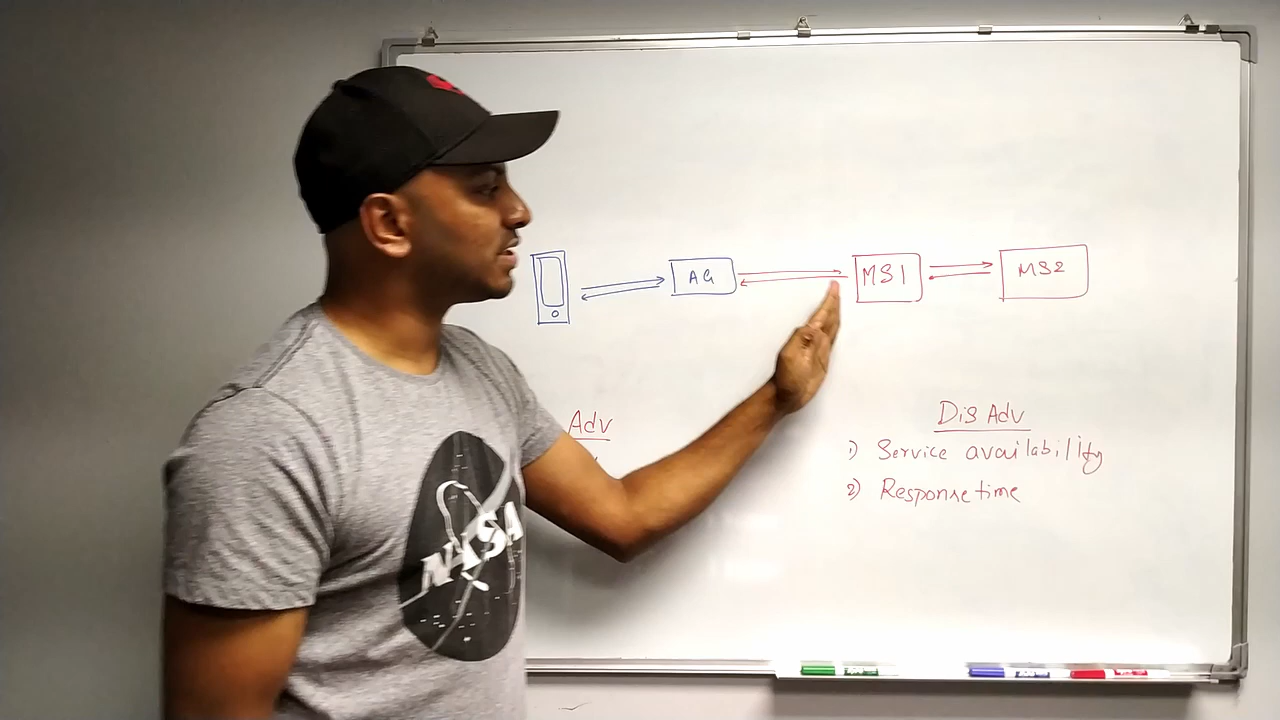 AG
MS1
MS2
Adv
Dis Adv
1) Service availability
2) Response time
NASA